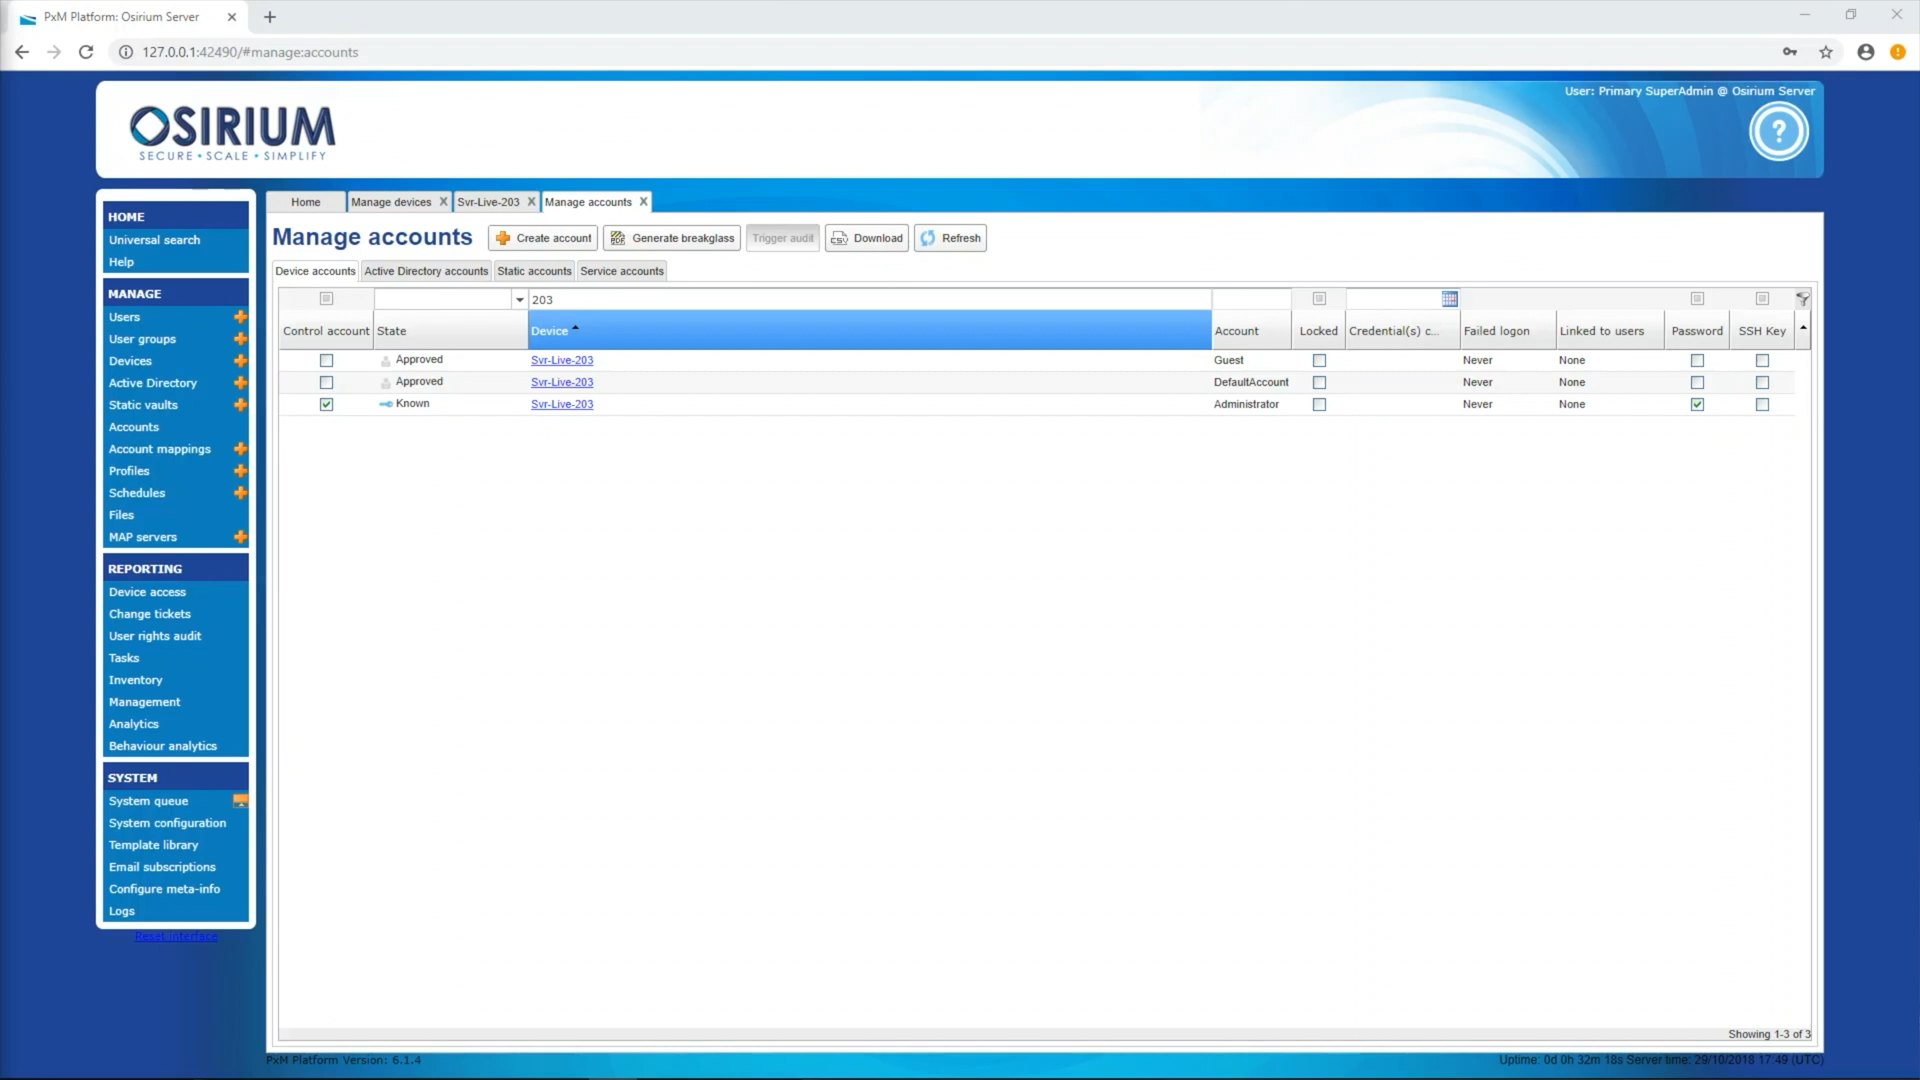 PxM Platform: Osirium Server
127.0.0.1:42490/#manage:accounts
User: Primary SuperAdmin @ Osirium Server
OSIRIUM
SECURE • SCALE • SIMPLIFY
?
HOME
Universal search
Help
MANAGE
Users
User groups
Devices
Active Directory
Static vaults
Accounts
Account mappings
Profiles
Schedules
Files
MAP servers
REPORTING
Device access
Change tickets
User rights audit
Tasks
Inventory
Management
Analytics
Behaviour analytics
SYSTEM
System queue
System configuration
Template library
Email subscriptions
Configure meta-info
Logs
Reset interface
Home Manage devices X Svr-Live-203 X Manage accounts X
Manage accounts Create account Generate breakglass Trigger audit Download Refresh
Device accounts Active Directory accounts Static accounts Service accounts
203
Control account State Device Account Locked Credential(s) c... Failed logon Linked to users Password SSH Key
Approved Svr-Live-203 Guest Never None
Approved Svr-Live-203 DefaultAccount Never None
Known Svr-Live-203 Administrator Never None
Showing 1-3 of 3
PxM Platform Version: 6.1.4
Uptime: 0d 0h 32m 18s Server time: 29/10/2018 17:49 (UTC)